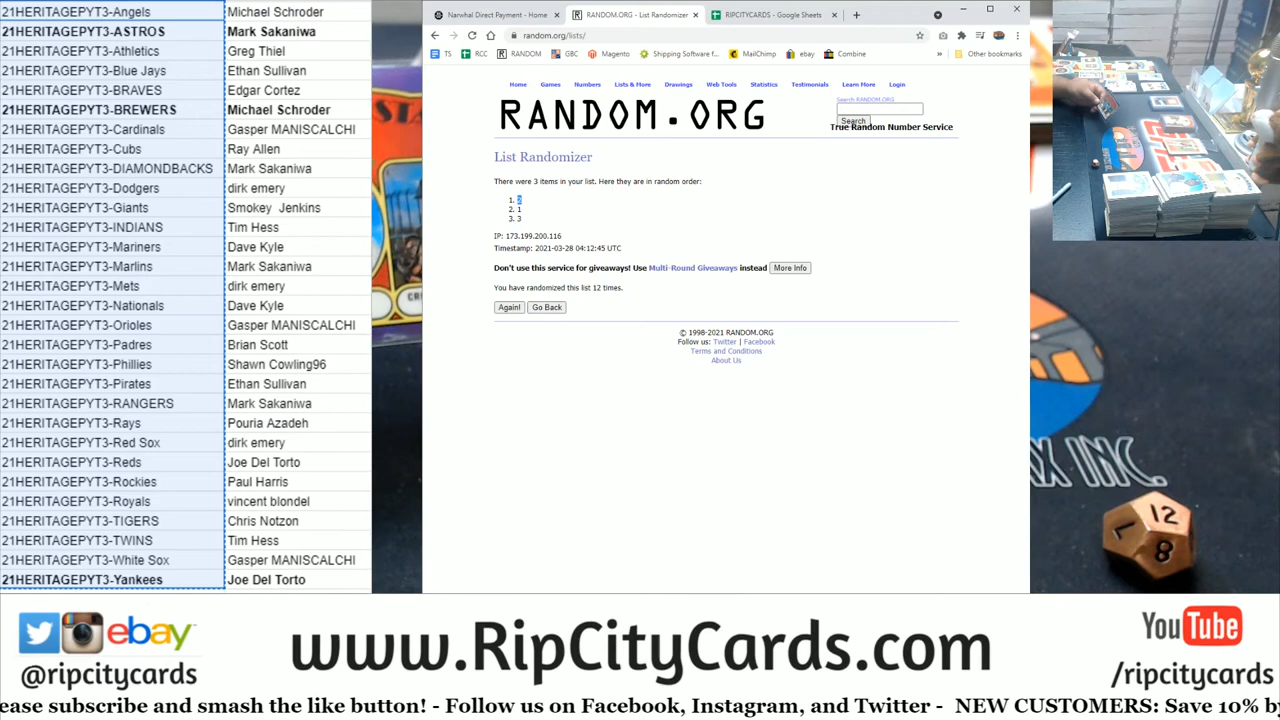 21HERITAGEPYT3-Angels Michael Schroder
21HERITAGEPYT3-ASTROS Mark Sakaniwa
21HERITAGEPYT3-Athletics Greg Thiel
21HERITAGEPYT3-Blue Jays Ethan Sullivan
21HERITAGEPYT3-BRAVES Edgar Cortez
21HERITAGEPYT3-Brewers Michael Schroder
21HERITAGEPYT3-Cardinals Gasper MANISCALCHI
21HERITAGEPYT3-Cubs Ray Allen
21HERITAGEPYT3-DIAMONDBACKS Mark Sakaniwa
21HERITAGEPYT3-Dodgers dirk emery
21HERITAGEPYT3-Giants Smokey Jenkins
21HERITAGEPYT3-INDIANS Tim Hess
21HERITAGEPYT3-Mariners Dave Kyle
21HERITAGEPYT3-Marlins Mark Sakaniwa
21HERITAGEPYT3-Mets dirk emery
21HERITAGEPYT3-Nationals Dave Kyle
21HERITAGEPYT3-Orioles Gasper MANISCALCHI
21HERITAGEPYT3-Padres Brian Scott
21HERITAGEPYT3-Phillies Shawn Cowling96
21HERITAGEPYT3-Pirates Ethan Sullivan
21HERITAGEPYT3-RANGERS Mark Sakaniwa
21HERITAGEPYT3-Rays Pouria Azadeh
21HERITAGEPYT3-Red Sox dirk emery
21HERITAGEPYT3-Reds Joe Del Torto
21HERITAGEPYT3-Rockies Paul Harris
21HERITAGEPYT3-Royals vincent blondel
21HERITAGEPYT3-TIGERS Chris Notzon
21HERITAGEPYT3-TWINS Tim Hess
21HERITAGEPYT3-White Sox Gasper MANISCALCHI
21HERITAGEPYT3-Yankees Joe Del Torto
Narwhal Direct Payment - Home
RANDOM.ORG - List Randomizer
RIPCITYCARDS - Google Sheets
random.org/lists/
TS RCC RANDOM GBC Magento Shipping Software f... MailChimp ebay Combine » Other bookmarks
Home Games Numbers Lists & More Drawings Web Tools Statistics Testimonials Learn More Login
RANDOM.ORG
Search RANDOM.ORG
Search
True Random Number Service
List Randomizer
There were 3 items in your list. Here they are in random order:
1. 2
2. 1
3. 3
IP: 173.199.200.116
Timestamp: 2021-03-28 04:12:45 UTC
Don't use this service for giveaways! Use Multi-Round Giveaways instead More Info
You have randomized this list 12 times.
Again! Go Back
© 1998-2021 RANDOM.ORG
Follow us: Twitter | Facebook
Terms and Conditions
About Us
INC.
12
7
8
ebay
@ripcitycards
www.RipCityCards.com
YouTube
/ripcitycards
ease subscribe and smash the like button! - Follow us on Facebook, Instagram, and Twitter - NEW CUSTOMERS: Save 10% b